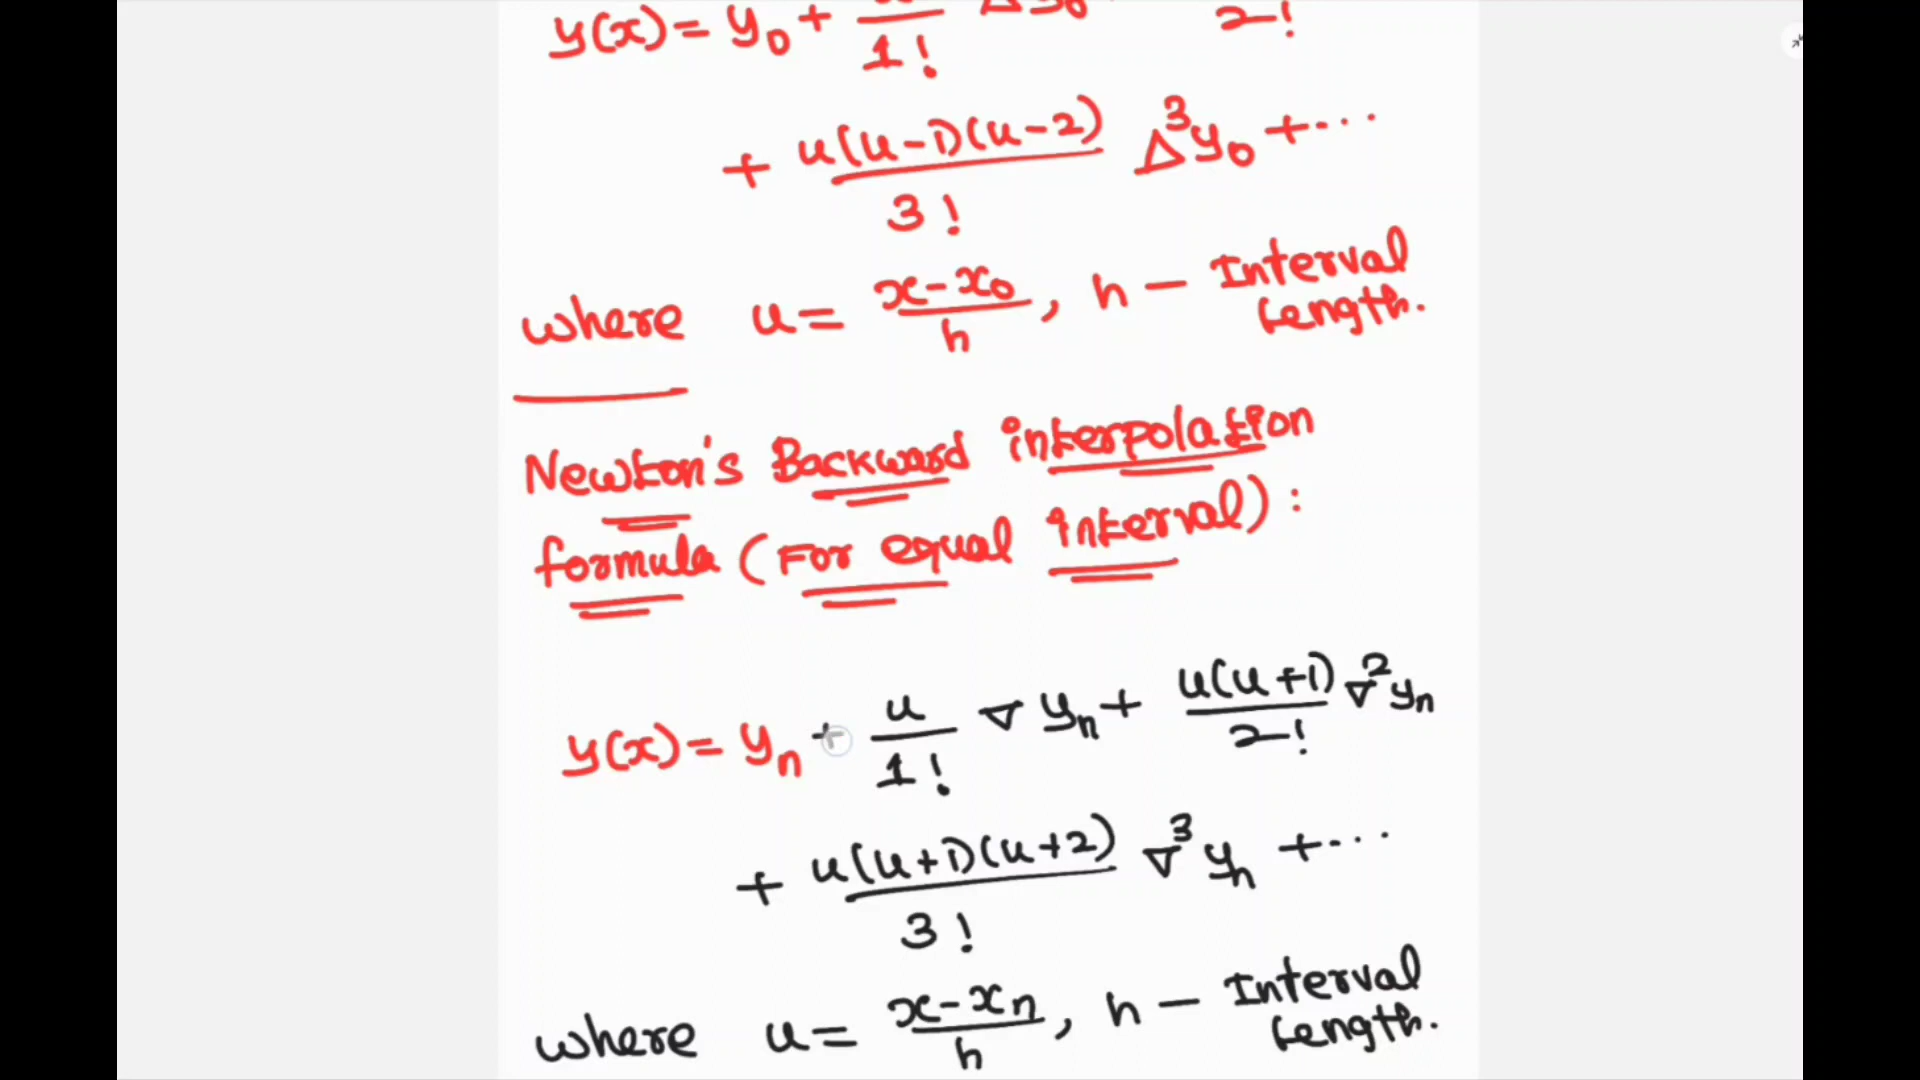 y(x) = y₀ + u/1! Δy₀ 2!
+ u(u-1)(u-2)/3! Δ³y₀ + ...
where u = x-x₀/h, h - Interval Length.
Newton's Backward interpolation
formula (For equal interval):
y(x) = yₙ + u/1! ∇yₙ + u(u+1)/2! ∇²yₙ
+ u(u+1)(u+2)/3! ∇³yₙ + ...
where u = x-xₙ/h, h - Interval Length.